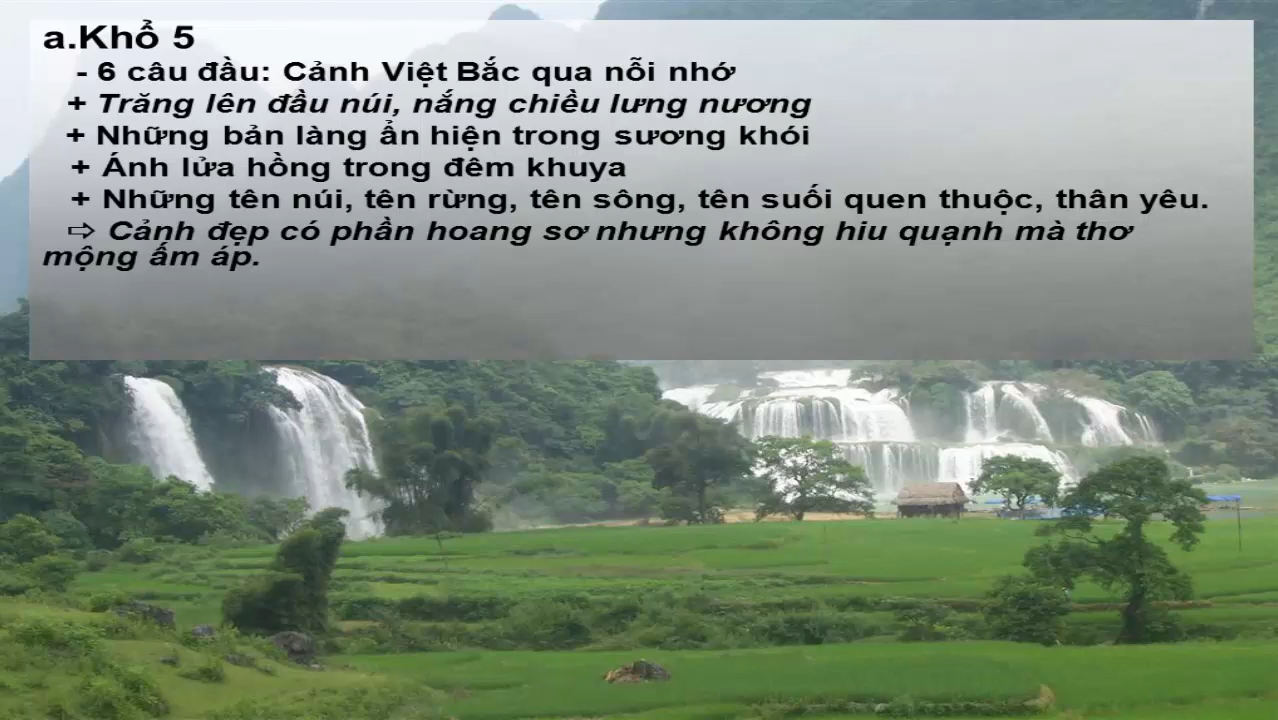 a.Khổ 5
- 6 câu đầu: Cảnh Việt Bắc qua nỗi nhớ
+ Trăng lên đầu núi, nắng chiều lưng nương
+ Những bản làng ẩn hiện trong sương khói
+ Ánh lửa hồng trong đêm khuya
+ Những tên núi, tên rừng, tên sông, tên suối quen thuộc, thân yêu.
⇨ Cảnh đẹp có phần hoang sơ nhưng không hiu quạnh mà thơ
mộng ấm áp.